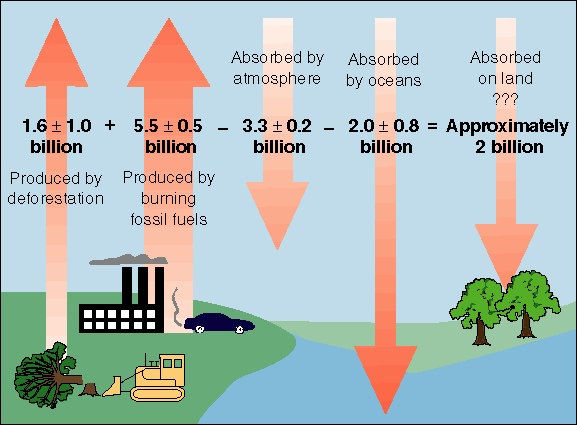 Absorbed by
atmosphere
Absorbed
by oceans
Absorbed
on land
???
1.6 ± 1.0 + 5.5 ± 0.5 – 3.3 ± 0.2 – 2.0 ± 0.8 = Approximately
billion billion billion billion 2 billion
Produced by
deforestation
Produced by
burning
fossil fuels